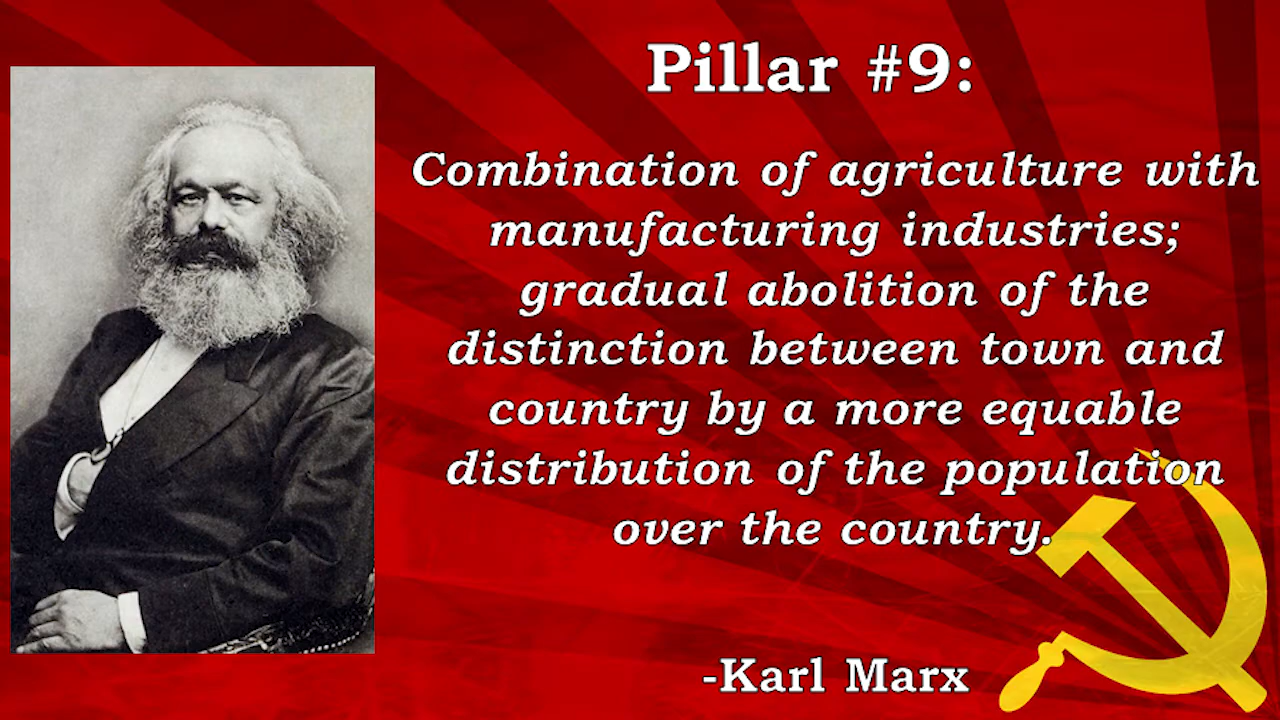 Pillar #9:
Combination of agriculture with
manufacturing industries;
gradual abolition of the
distinction between town and
country by a more equable
distribution of the population
over the country.
-Karl Marx